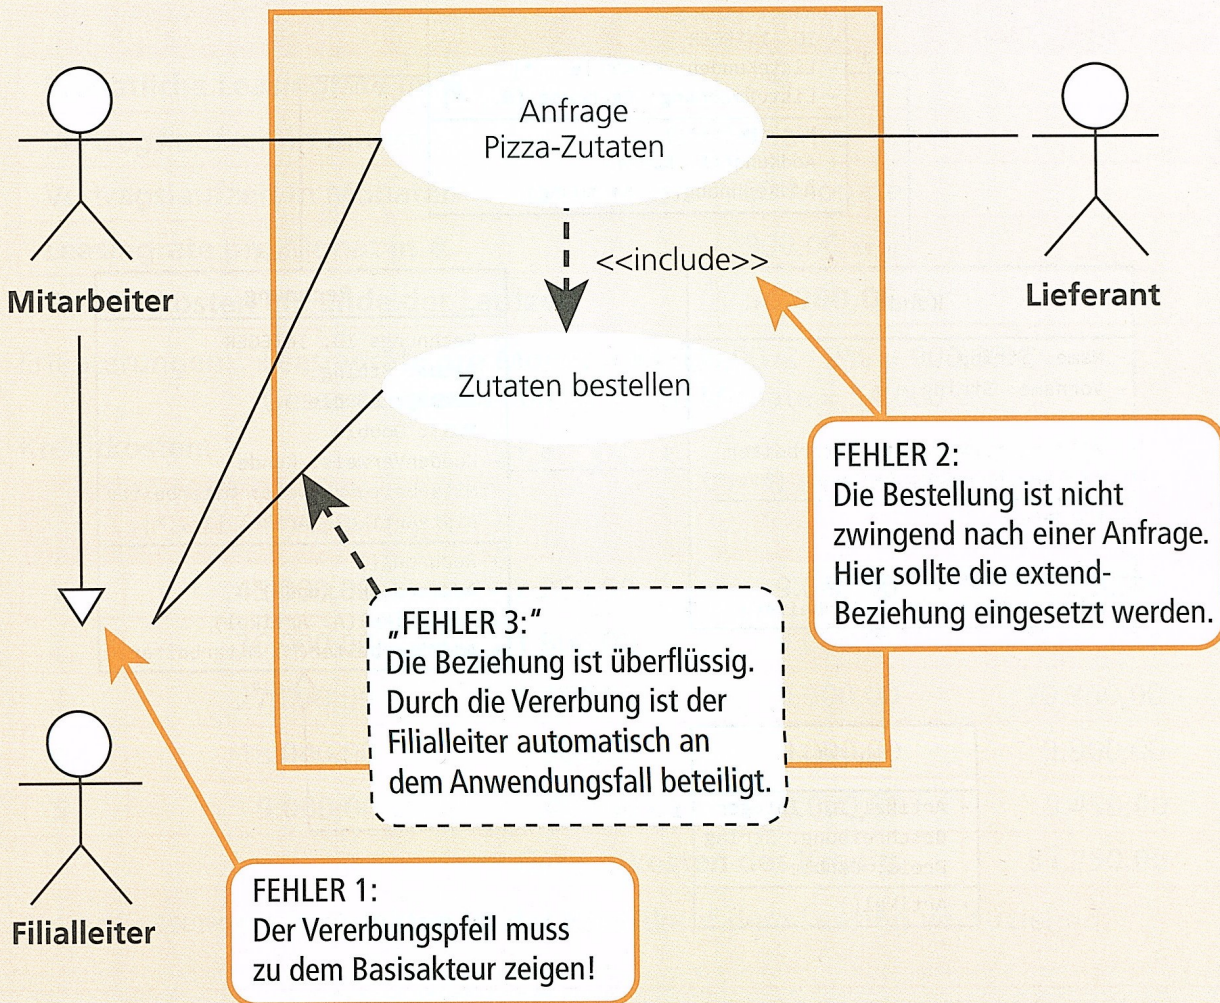 Anfrage
Pizza-Zutaten
<<include>>
Mitarbeiter
Lieferant
Zutaten bestellen
FEHLER 2:
Die Bestellung ist nicht
zwingend nach einer Anfrage.
Hier sollte die extend-
Beziehung eingesetzt werden.
„FEHLER 3:“
Die Beziehung ist überflüssig.
Durch die Vererbung ist der
Filialleiter automatisch an
dem Anwendungsfall beteiligt.
Filialleiter
FEHLER 1:
Der Vererbungspfeil muss
zu dem Basisakteur zeigen!